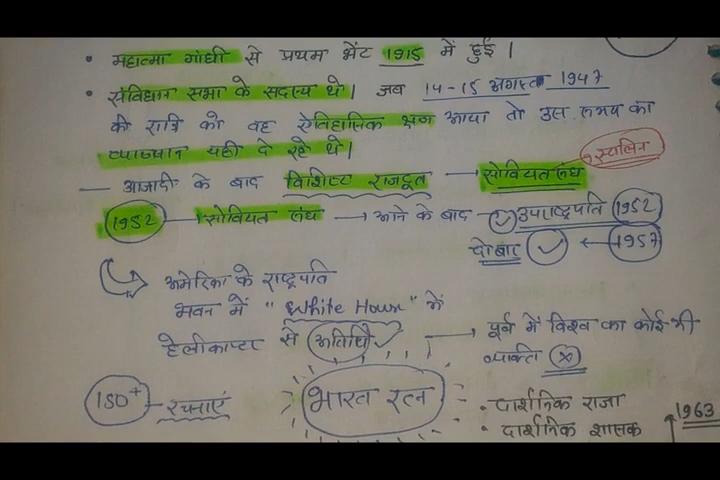 • महात्मा गांधी से प्रथम भेंट 1915 में हुई।
• संविधान सभा के सदस्य थे। जब 14-15 अगस्त 1947
की रात्रि को वह ऐतिहासिक क्षण आया तो उस समय का
व्याख्यान यही दे रहे थे।
— आजादी के बाद विशिष्ट राजदूत → सोवियत संघ
स्टालिन
1952 — सोवियत संघ → आने के बाद — उपराष्ट्रपति 1952
दो बार ← 1957
अमेरिका के राष्ट्रपति
भवन में "White House" में
हेलीकाप्टर से अतिथि → पूर्व में विश्व का कोई भी
व्यक्ति (×)
150+ — रचनाएं
भारत रत्न
• दार्शनिक राजा
• दार्शनिक शासक
1963